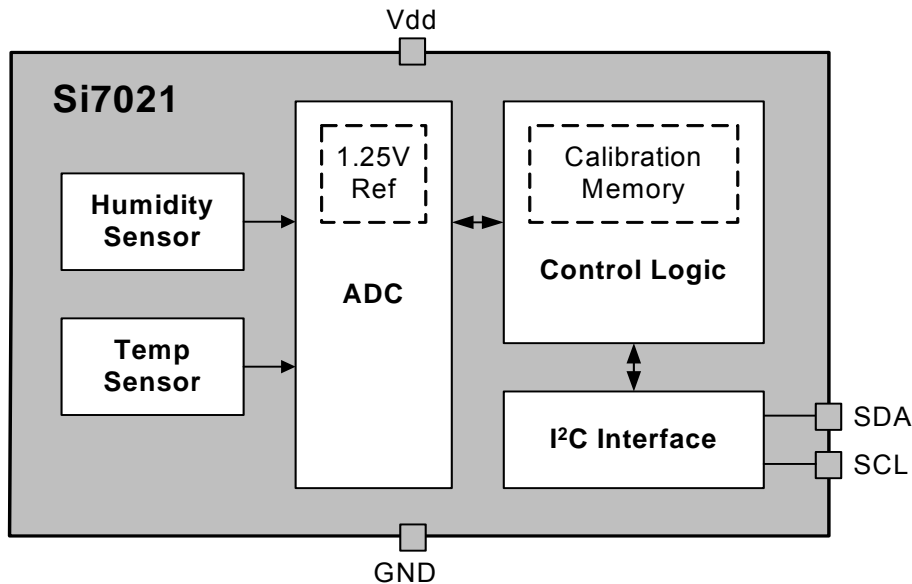 Vdd
Si7021
1.25V
Ref
Calibration
Memory
Humidity
Sensor
ADC
Control Logic
Temp
Sensor
I²C Interface
SDA
SCL
GND